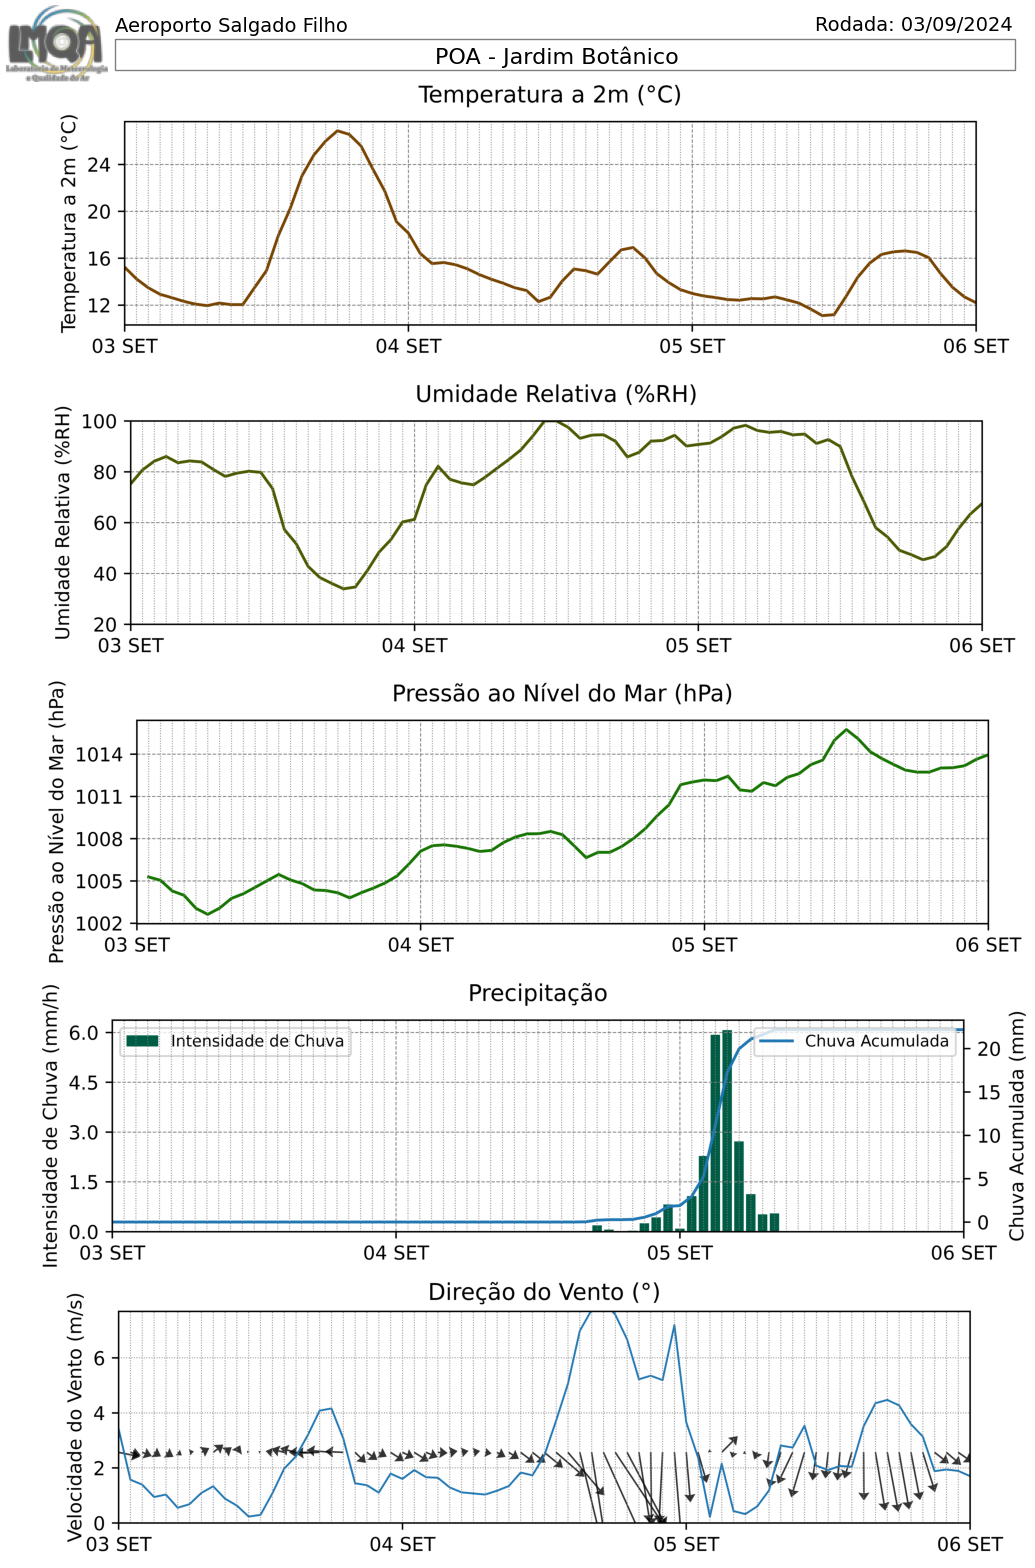 LMQA
Laboratório de Meteorologia
e Qualidade do Ar
Aeroporto Salgado Filho
Rodada: 03/09/2024
POA - Jardim Botânico
Temperatura a 2m (°C)
Temperatura a 2m (°C)
24
20
16
12
03 SET 04 SET 05 SET 06 SET
Umidade Relativa (%RH)
Umidade Relativa (%RH)
100
80
60
40
20
03 SET 04 SET 05 SET 06 SET
Pressão ao Nível do Mar (hPa)
Pressão ao Nível do Mar (hPa)
1014
1011
1008
1005
1002
03 SET 04 SET 05 SET 06 SET
Precipitação
Intensidade de Chuva (mm/h)
6.0
4.5
3.0
1.5
0.0
Intensidade de Chuva
Chuva Acumulada
20
15
10
5
0
Chuva Acumulada (mm)
03 SET 04 SET 05 SET 06 SET
Direção do Vento (°)
Velocidade do Vento (m/s)
6
4
2
0
03 SET 04 SET 05 SET 06 SET